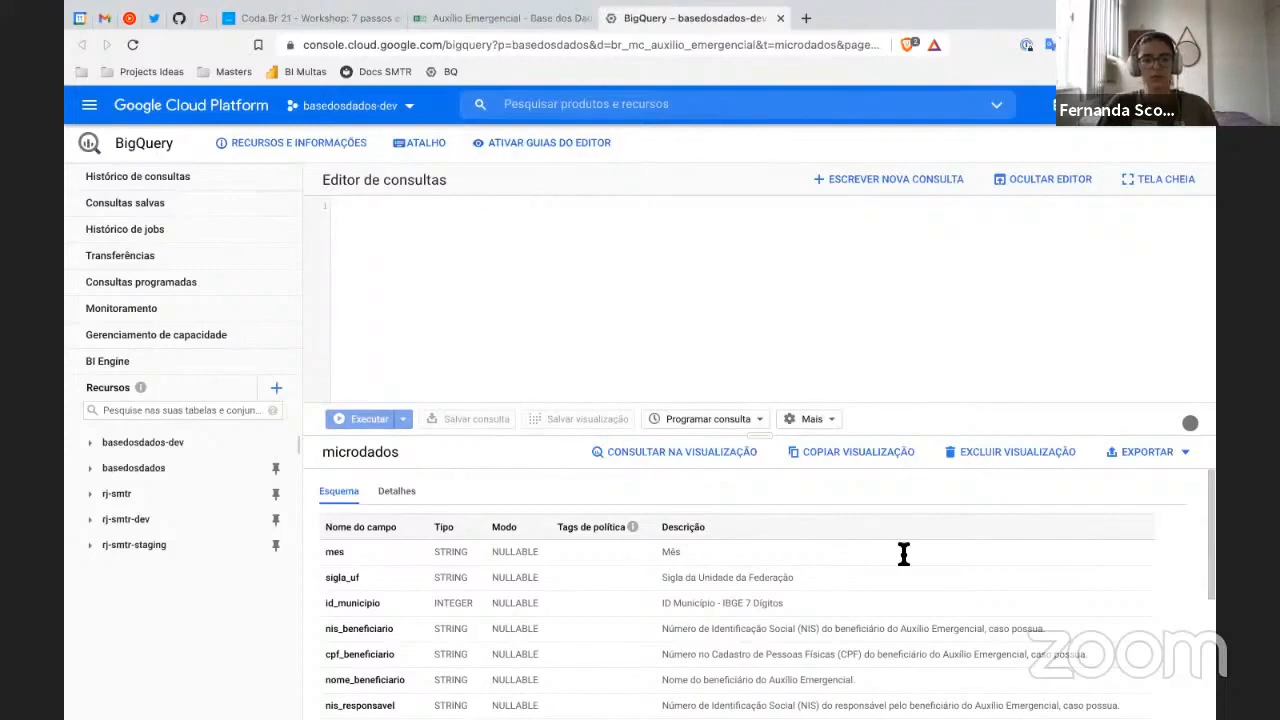 Coda.Br 21 - Workshop: 7 passos e
Auxílio Emergencial - Base dos Dad
BigQuery – basedosdados-dev
console.cloud.google.com/bigquery?p=basedosdados&d=br_mc_auxilio_emergencial&t=microdados&page...
2
Projects Ideas
Masters
BI Multas
Docs SMTR
BQ
Fernanda Sco...
Google Cloud Platform
basedosdados-dev
Pesquisar produtos e recursos
BigQuery
RECURSOS E INFORMAÇÕES
ATALHO
ATIVAR GUIAS DO EDITOR
Histórico de consultas
Consultas salvas
Histórico de jobs
Transferências
Consultas programadas
Monitoramento
Gerenciamento de capacidade
BI Engine
Recursos
Pesquise nas suas tabelas e conjun...
basedosdados-dev
basedosdados
rj-smtr
rj-smtr-dev
rj-smtr-staging
Editor de consultas
ESCREVER NOVA CONSULTA
OCULTAR EDITOR
TELA CHEIA
1
Executar
Salvar consulta
Salvar visualização
Programar consulta
Mais
microdados
CONSULTAR NA VISUALIZAÇÃO
COPIAR VISUALIZAÇÃO
EXCLUIR VISUALIZAÇÃO
EXPORTAR
Esquema Detalhes
Nome do campo Tipo Modo Tags de política Descrição
mes STRING NULLABLE Mês
sigla_uf STRING NULLABLE Sigla da Unidade da Federação
id_municipio INTEGER NULLABLE ID Município - IBGE 7 Dígitos
nis_beneficiario STRING NULLABLE Número de Identificação Social (NIS) do beneficiário do Auxílio Emergencial, caso possua.
cpf_beneficiario STRING NULLABLE Número no Cadastro de Pessoas Físicas (CPF) do beneficiário do Auxílio Emergencial, caso possua.
nome_beneficiario STRING NULLABLE Nome do beneficiário do Auxílio Emergencial.
nis_responsavel STRING NULLABLE Número de Identificação Social (NIS) do responsável pelo beneficiário do Auxílio Emergencial, caso possua.
zoom